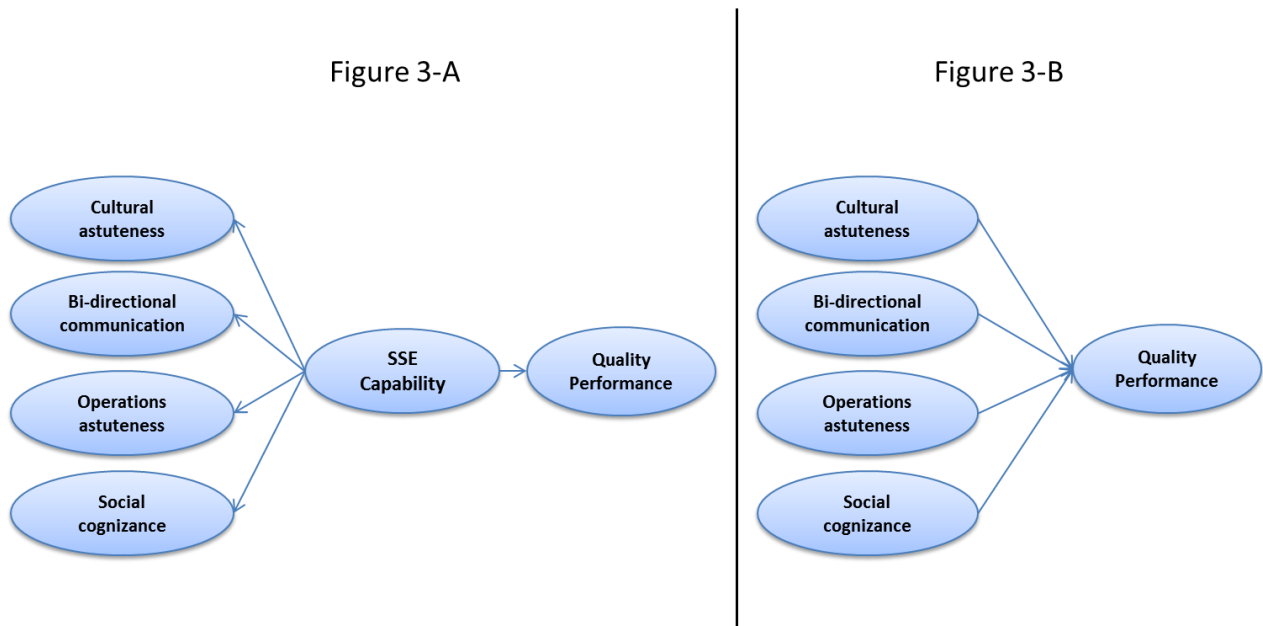 Figure 3-A
Cultural
astuteness
Bi-directional
communication
Operations
astuteness
Social
cognizance
SSE
Capability
Quality
Performance
Figure 3-B
Cultural
astuteness
Bi-directional
communication
Operations
astuteness
Social
cognizance
Quality
Performance